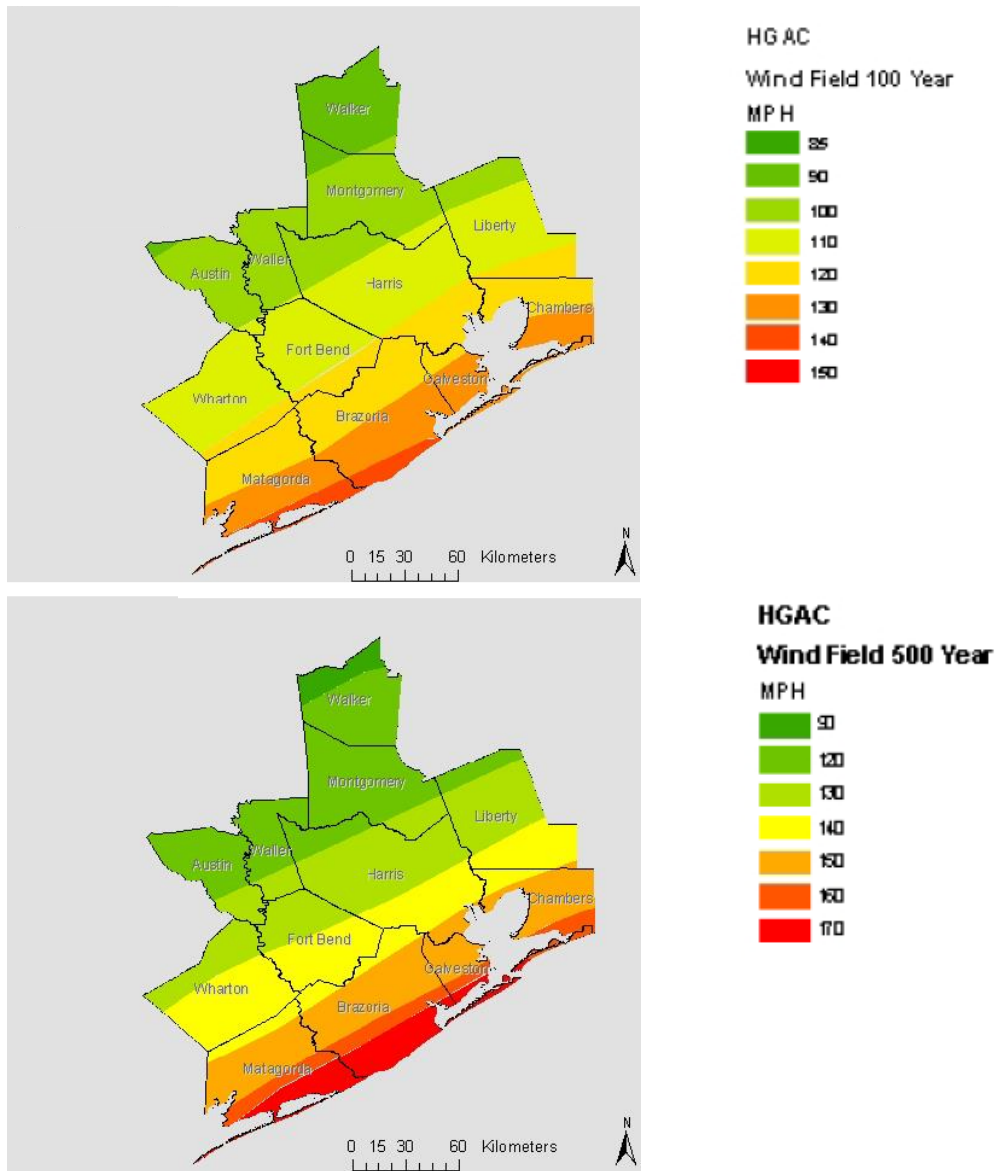 HGAC
Wind Field 100 Year
MPH
85
90
100
110
120
130
140
150
Walker
Montgomery
Liberty
Austin
Waller
Harris
Chambers
Fort Bend
Galveston
Wharton
Brazoria
Matagorda
N
0 15 30 60 Kilometers
HGAC
Wind Field 500 Year
MPH
90
120
130
140
150
160
170
Walker
Montgomery
Liberty
Austin
Waller
Harris
Chambers
Fort Bend
Galveston
Wharton
Brazoria
Matagorda
N
0 15 30 60 Kilometers